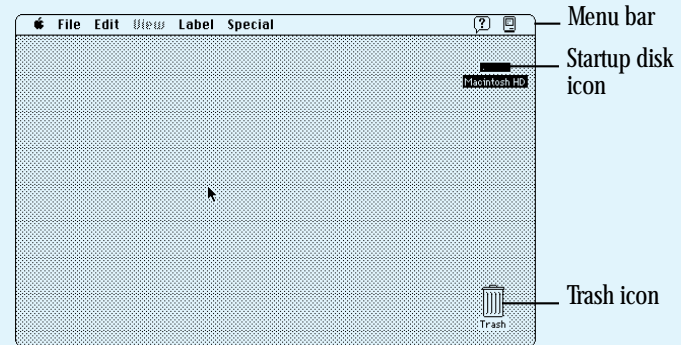 File Edit View Label Special
Menu bar
Startup disk
icon
Macintosh HD
Trash icon
Trash